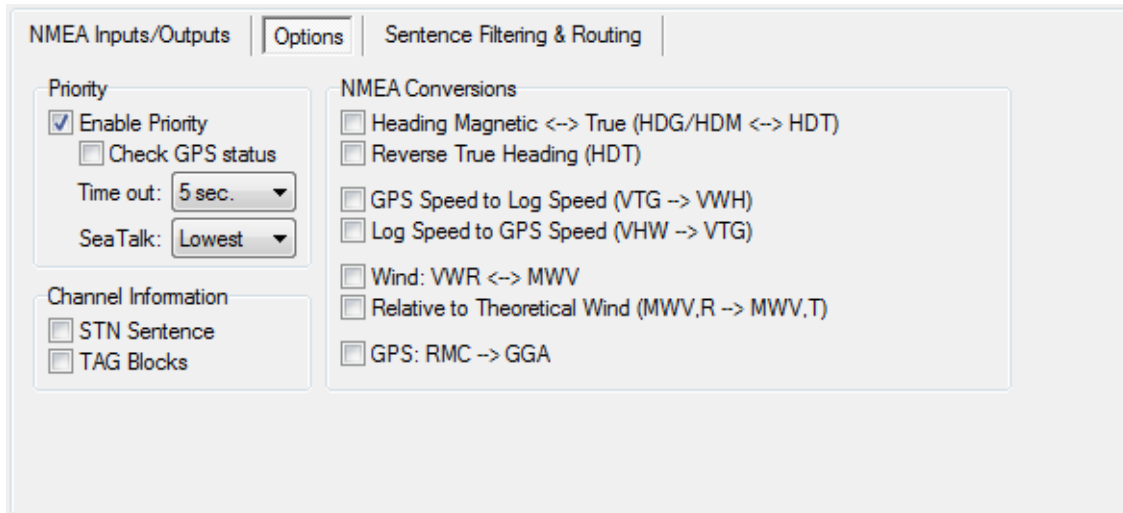 NMEA Inputs/Outputs Options Sentence Filtering & Routing
Priority
Enable Priority
Check GPS status
Time out: 5 sec.
SeaTalk: Lowest
Channel Information
STN Sentence
TAG Blocks
NMEA Conversions
Heading Magnetic <--> True (HDG/HDM <--> HDT)
Reverse True Heading (HDT)
GPS Speed to Log Speed (VTG --> VWH)
Log Speed to GPS Speed (VHW --> VTG)
Wind: VWR <--> MWV
Relative to Theoretical Wind (MWV,R --> MWV,T)
GPS: RMC --> GGA